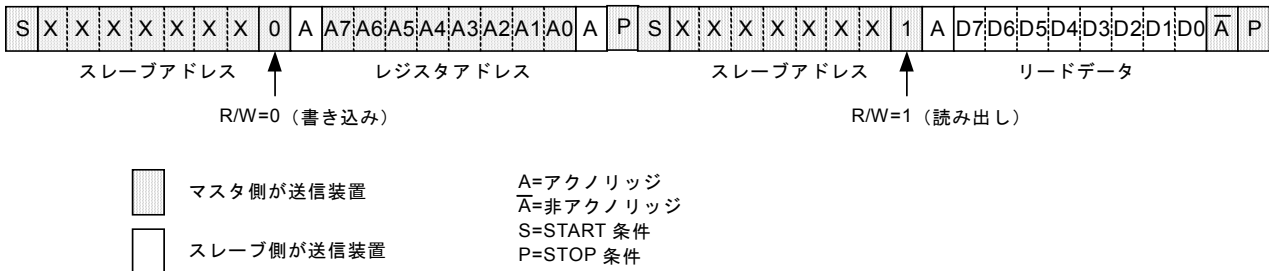 S X X X X X X X 0 A A7 A6 A5 A4 A3 A2 A1 A0 A P S X X X X X X X 1 A D7 D6 D5 D4 D3 D2 D1 D0 A̅ P
スレーブアドレス レジスタアドレス スレーブアドレス リードデータ
R/W=0（書き込み） R/W=1（読み出し）
マスタ側が送信装置
スレーブ側が送信装置
A=アクノリッジ
A̅=非アクノリッジ
S=START 条件
P=STOP 条件